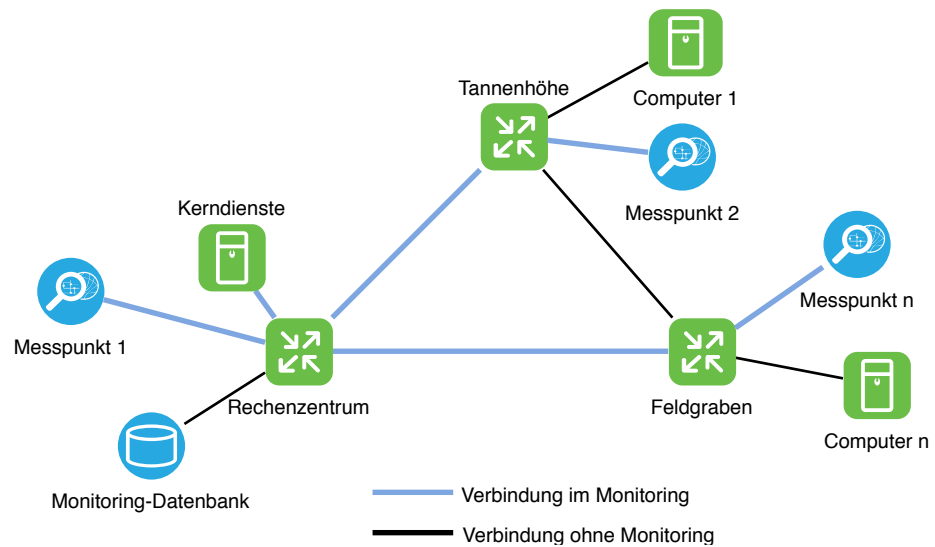 Tannenhöhe
Computer 1
Kerndienste
Messpunkt 2
Messpunkt n
Messpunkt 1
Rechenzentrum
Feldgraben
Computer n
Monitoring-Datenbank
Verbindung im Monitoring
Verbindung ohne Monitoring